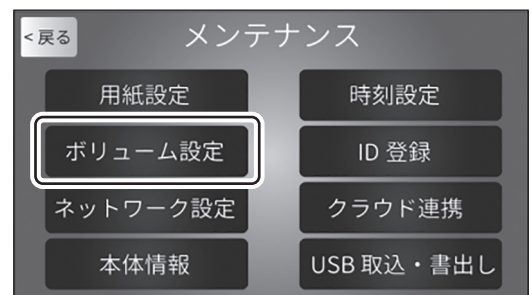 <戻る
メンテナンス
用紙設定
時刻設定
ボリューム設定
ID 登録
ネットワーク設定
クラウド連携
本体情報
USB 取込・書出し